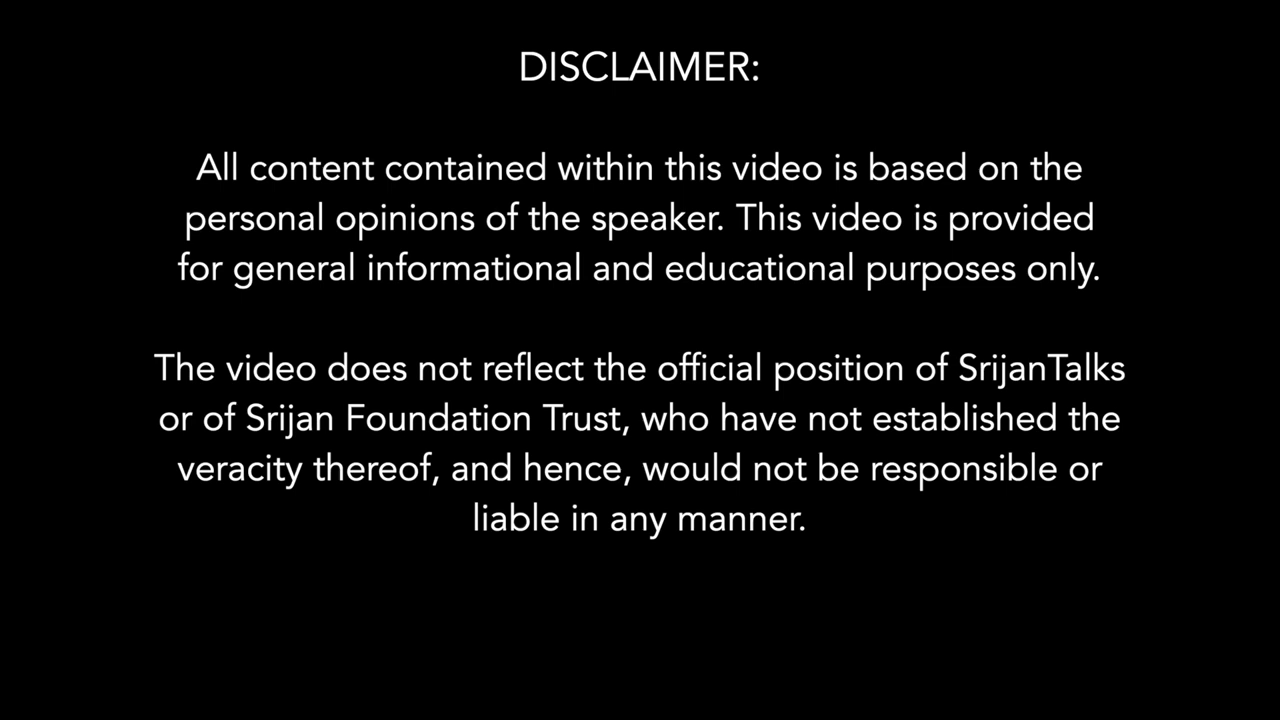 DISCLAIMER:
All content contained within this video is based on the
personal opinions of the speaker. This video is provided
for general informational and educational purposes only.
The video does not reflect the official position of SrijanTalks
or of Srijan Foundation Trust, who have not established the
veracity thereof, and hence, would not be responsible or
liable in any manner.